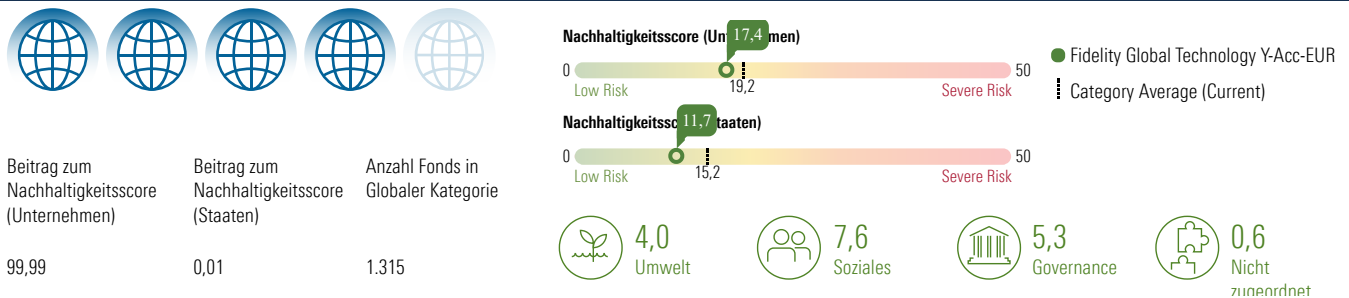 Beitrag zum
Nachhaltigkeitsscore
(Unternehmen)
99,99
Beitrag zum
Nachhaltigkeitsscore
(Staaten)
0,01
Anzahl Fonds in
Globaler Kategorie
1.315
Nachhaltigkeitsscore (Un 17,4 men)
0 50
Low Risk 19,2 Severe Risk
Nachhaltigkeitssc 11,7 taaten)
0 50
Low Risk 15,2 Severe Risk
Fidelity Global Technology Y-Acc-EUR
Category Average (Current)
4,0
Umwelt
7,6
Soziales
5,3
Governance
0,6
Nicht
zugeordnet